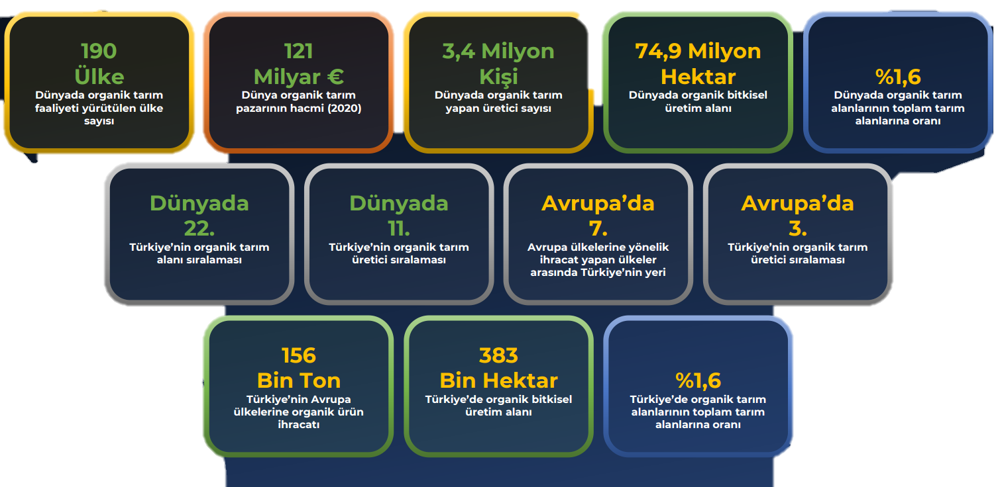 190
Ülke
Dünyada organik tarım
faaliyeti yürütülen ülke
sayısı
121
Milyar €
Dünya organik tarım
pazarının hacmi (2020)
3,4 Milyon
Kişi
Dünyada organik tarım
yapan üretici sayısı
74,9 Milyon
Hektar
Dünyada organik bitkisel
üretim alanı
%1,6
Dünyada organik tarım
alanlarının toplam tarım
alanlarına oranı
Dünyada
22.
Türkiye’nin organik tarım
alanı sıralaması
Dünyada
11.
Türkiye’nin organik tarım
üretici sıralaması
Avrupa’da
7.
Avrupa ülkelerine yönelik
ihracat yapan ülkeler
arasında Türkiye’nin yeri
Avrupa’da
3.
Türkiye’nin organik tarım
üretici sıralaması
156
Bin Ton
Türkiye’nin Avrupa
ülkelerine organik ürün
ihracatı
383
Bin Hektar
Türkiye’de organik bitkisel
üretim alanı
%1,6
Türkiye’de organik tarım
alanlarının toplam tarım
alanlarına oranı